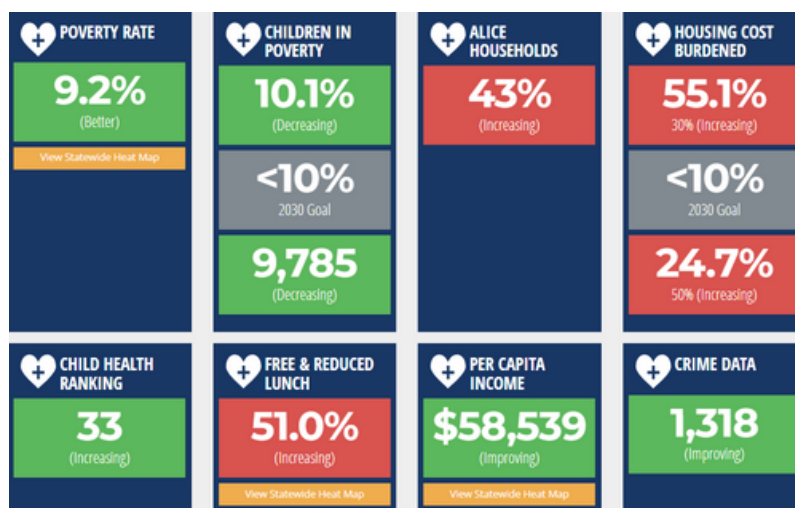 POVERTY RATE
9.2%
(Better)
View Statewide Heat Map
CHILDREN IN
POVERTY
10.1%
(Decreasing)
<10%
2030 Goal
9,785
(Decreasing)
ALICE
HOUSEHOLDS
43%
(Increasing)
HOUSING COST
BURDENED
55.1%
30% (Increasing)
<10%
2030 Goal
24.7%
50% (Increasing)
CHILD HEALTH
RANKING
33
(Increasing)
FREE & REDUCED
LUNCH
51.0%
(Increasing)
View Statewide Heat Map
PER CAPITA
INCOME
$58,539
(Improving)
View Statewide Heat Map
CRIME DATA
1,318
(Improving)